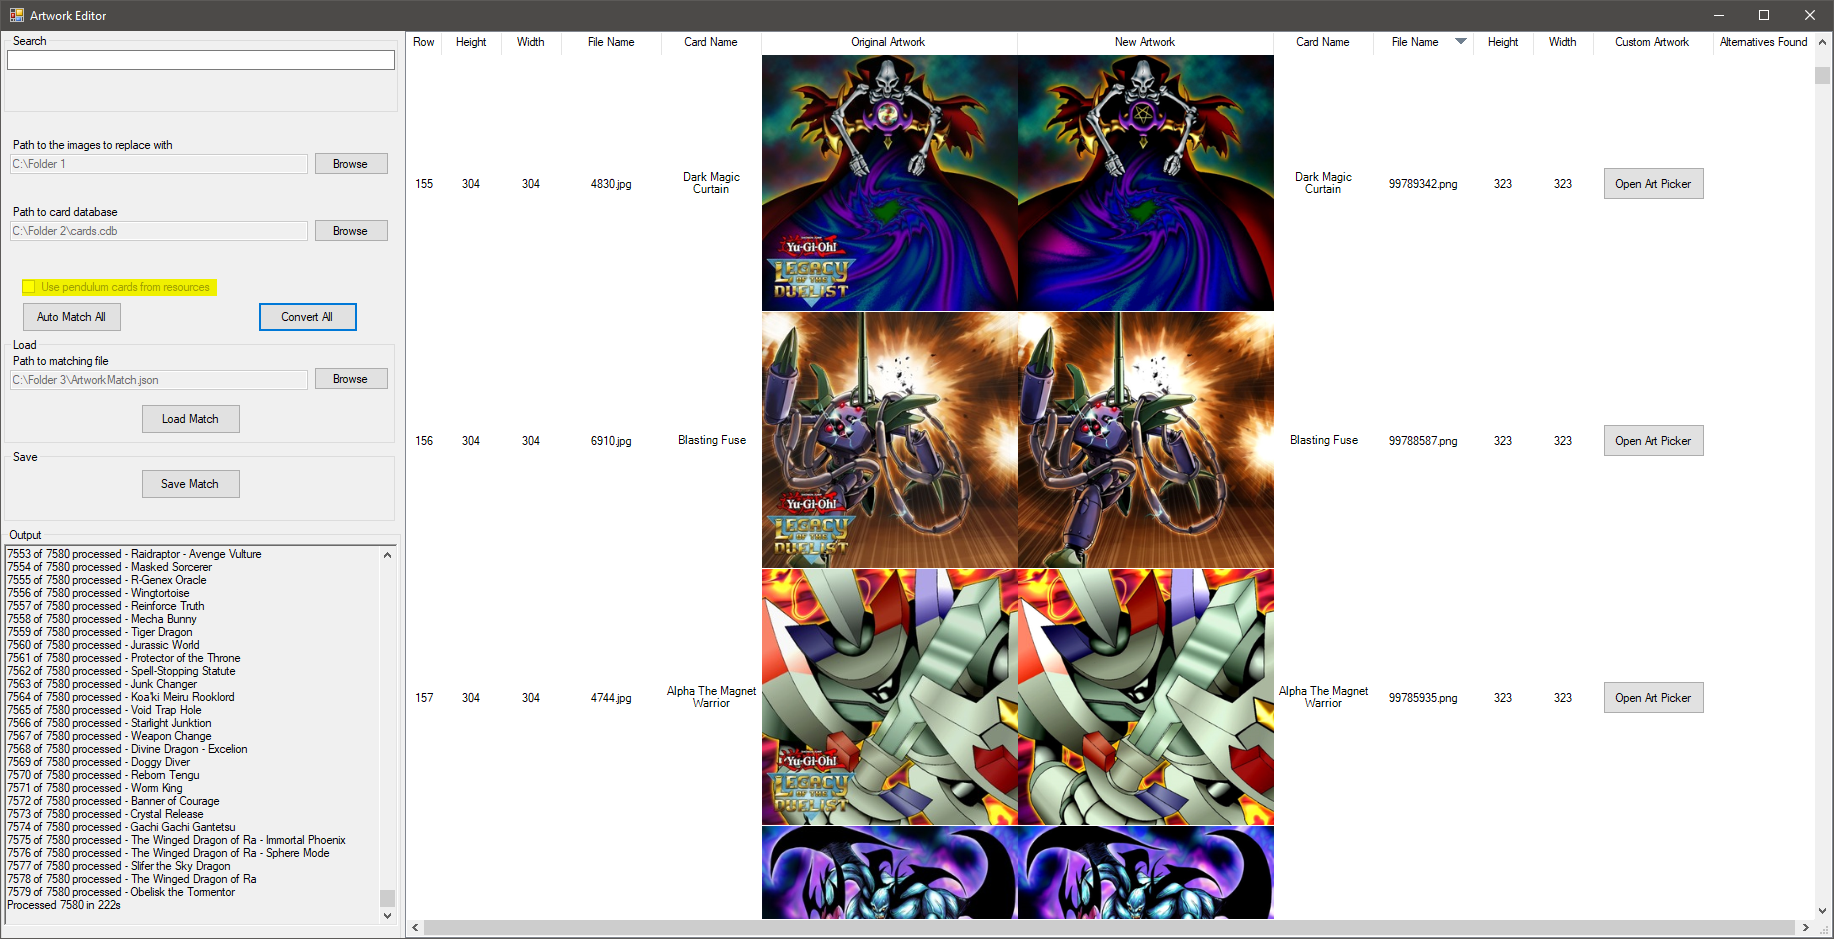 Artwork Editor
Search
Path to the images to replace with
C:\Folder 1
Browse
Path to card database
C:\Folder 2\cards.cdb
Browse
Use pendulum cards from resources
Auto Match All
Convert All
Load
Path to matching file
C:\Folder 3\ArtworkMatch.json
Browse
Load Match
Save
Save Match
Output
7553 of 7580 processed - Raidraptor - Avenge Vulture
7554 of 7580 processed - Masked Sorcerer
7555 of 7580 processed - R-Genex Oracle
7556 of 7580 processed - Wingtortoise
7557 of 7580 processed - Reinforce Truth
7558 of 7580 processed - Mecha Bunny
7559 of 7580 processed - Tiger Dragon
7560 of 7580 processed - Jurassic World
7561 of 7580 processed - Protector of the Throne
7562 of 7580 processed - Spell-Stopping Statute
7563 of 7580 processed - Junk Changer
7564 of 7580 processed - Koa'ki Meiru Rooklord
7565 of 7580 processed - Void Trap Hole
7566 of 7580 processed - Starlight Junktion
7567 of 7580 processed - Weapon Change
7568 of 7580 processed - Divine Dragon - Excelion
7569 of 7580 processed - Doggy Diver
7570 of 7580 processed - Reborn Tengu
7571 of 7580 processed - Worm King
7572 of 7580 processed - Banner of Courage
7573 of 7580 processed - Crystal Release
7574 of 7580 processed - Gachi Gachi Gantetsu
7575 of 7580 processed - The Winged Dragon of Ra - Immortal Phoenix
7576 of 7580 processed - The Winged Dragon of Ra - Sphere Mode
7577 of 7580 processed - Slifer the Sky Dragon
7578 of 7580 processed - The Winged Dragon of Ra
7579 of 7580 processed - Obelisk the Tormentor
Processed 7580 in 222s
Row Height Width File Name Card Name Original Artwork New Artwork Card Name File Name Height Width Custom Artwork Alternatives Found
155 304 304 4830.jpg Dark Magic Curtain
Yu-Gi-Oh!
LEGACY
OF THE
DUELIST
Dark Magic Curtain 99789342.png 323 323 Open Art Picker
156 304 304 6910.jpg Blasting Fuse
Yu-Gi-Oh!
LEGACY
OF THE
DUELIST
Blasting Fuse 99788587.png 323 323 Open Art Picker
157 304 304 4744.jpg Alpha The Magnet Warrior
Yu-Gi-Oh!
LEGACY
OF THE
DUELIST
Alpha The Magnet Warrior 99785935.png 323 323 Open Art Picker